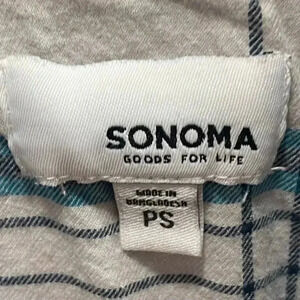 SONOMA
GOODS FOR LIFE
MADE IN
BANGLADESH
PS